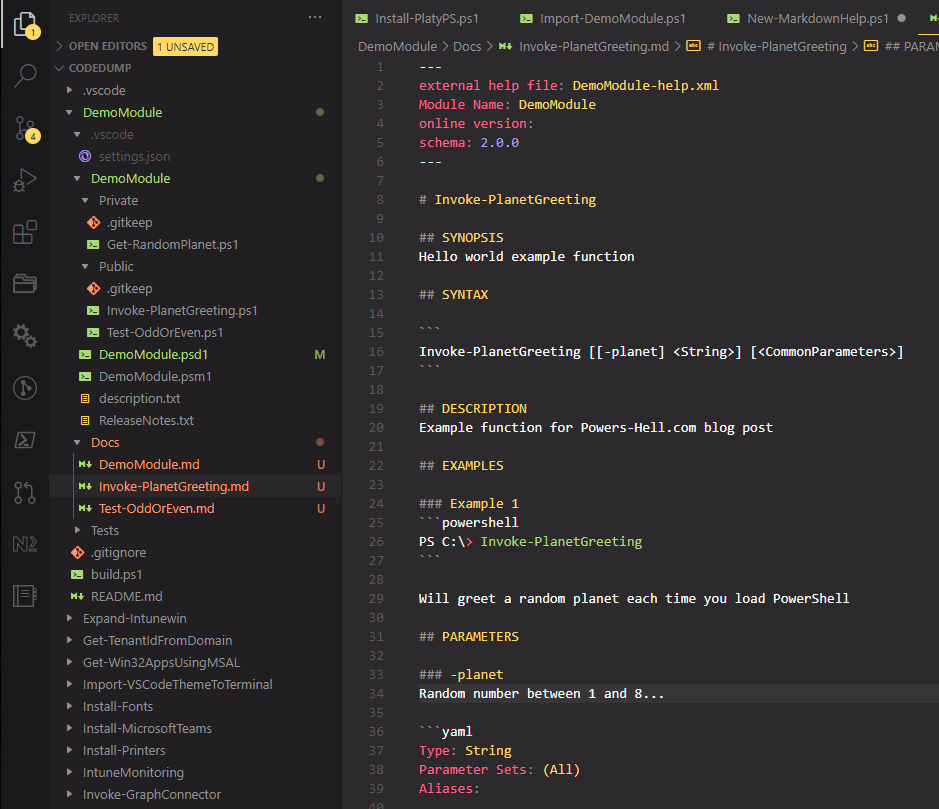 EXPLORER
1
OPEN EDITORS 1 UNSAVED
CODEDUMP
.vscode
DemoModule
.vscode
settings.json
DemoModule
Private
.gitkeep
Get-RandomPlanet.ps1
Public
.gitkeep
Invoke-PlanetGreeting.ps1
Test-OddOrEven.ps1
DemoModule.psd1 M
DemoModule.psm1
description.txt
ReleaseNotes.txt
Docs
DemoModule.md U
Invoke-PlanetGreeting.md U
Test-OddOrEven.md U
Tests
.gitignore
build.ps1
README.md
Expand-Intunewin
Get-TenantIdFromDomain
Get-Win32AppsUsingMSAL
Import-VSCodeThemeToTerminal
Install-Fonts
Install-MicrosoftTeams
Install-Printers
IntuneMonitoring
Invoke-GraphConnector
4
Install-PlatyPS.ps1 Import-DemoModule.ps1 New-MarkdownHelp.ps1
DemoModule > Docs > Invoke-PlanetGreeting.md > # Invoke-PlanetGreeting > ## PARAM
1 ---
2 external help file: DemoModule-help.xml
3 Module Name: DemoModule
4 online version:
5 schema: 2.0.0
6 ---
7
8 # Invoke-PlanetGreeting
9
10 ## SYNOPSIS
11 Hello world example function
12
13 ## SYNTAX
14
15 ```
16 Invoke-PlanetGreeting [[-planet] <String>] [<CommonParameters>]
17 ```
18
19 ## DESCRIPTION
20 Example function for Powers-Hell.com blog post
21
22 ## EXAMPLES
23
24 ### Example 1
25 ```powershell
26 PS C:\> Invoke-PlanetGreeting
27 ```
28
29 Will greet a random planet each time you load PowerShell
30
31 ## PARAMETERS
32
33 ### -planet
34 Random number between 1 and 8...
35
36 ```yaml
37 Type: String
38 Parameter Sets: (All)
39 Aliases:
40